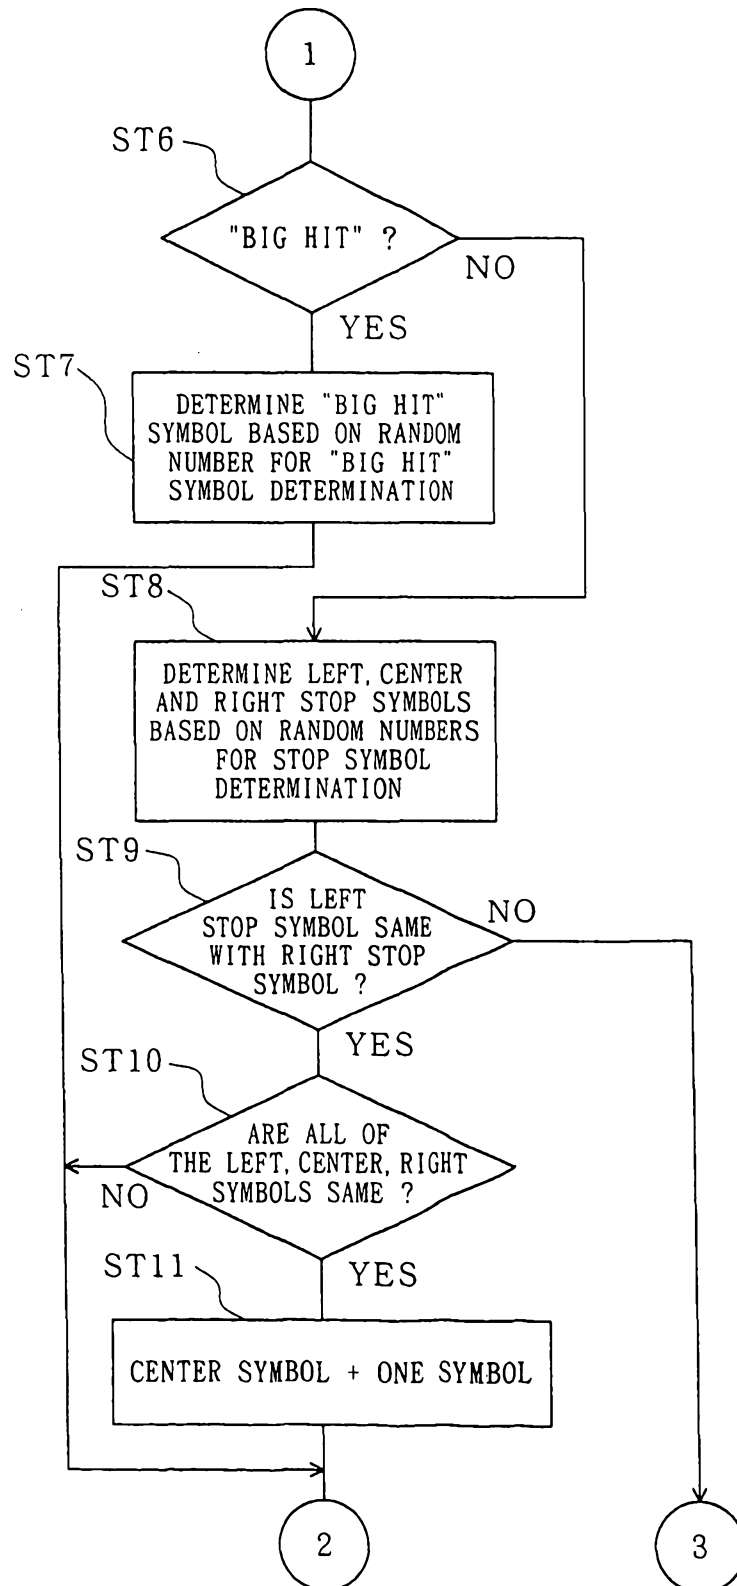 1
ST6
"BIG HIT" ?
NO
YES
ST7
DETERMINE "BIG HIT"
SYMBOL BASED ON RANDOM
NUMBER FOR "BIG HIT"
SYMBOL DETERMINATION
ST8
DETERMINE LEFT, CENTER
AND RIGHT STOP SYMBOLS
BASED ON RANDOM NUMBERS
FOR STOP SYMBOL
DETERMINATION
ST9
IS LEFT
STOP SYMBOL SAME
WITH RIGHT STOP
SYMBOL ?
NO
YES
ST10
ARE ALL OF
THE LEFT, CENTER, RIGHT
SYMBOLS SAME ?
NO
YES
ST11
CENTER SYMBOL + ONE SYMBOL
2
3